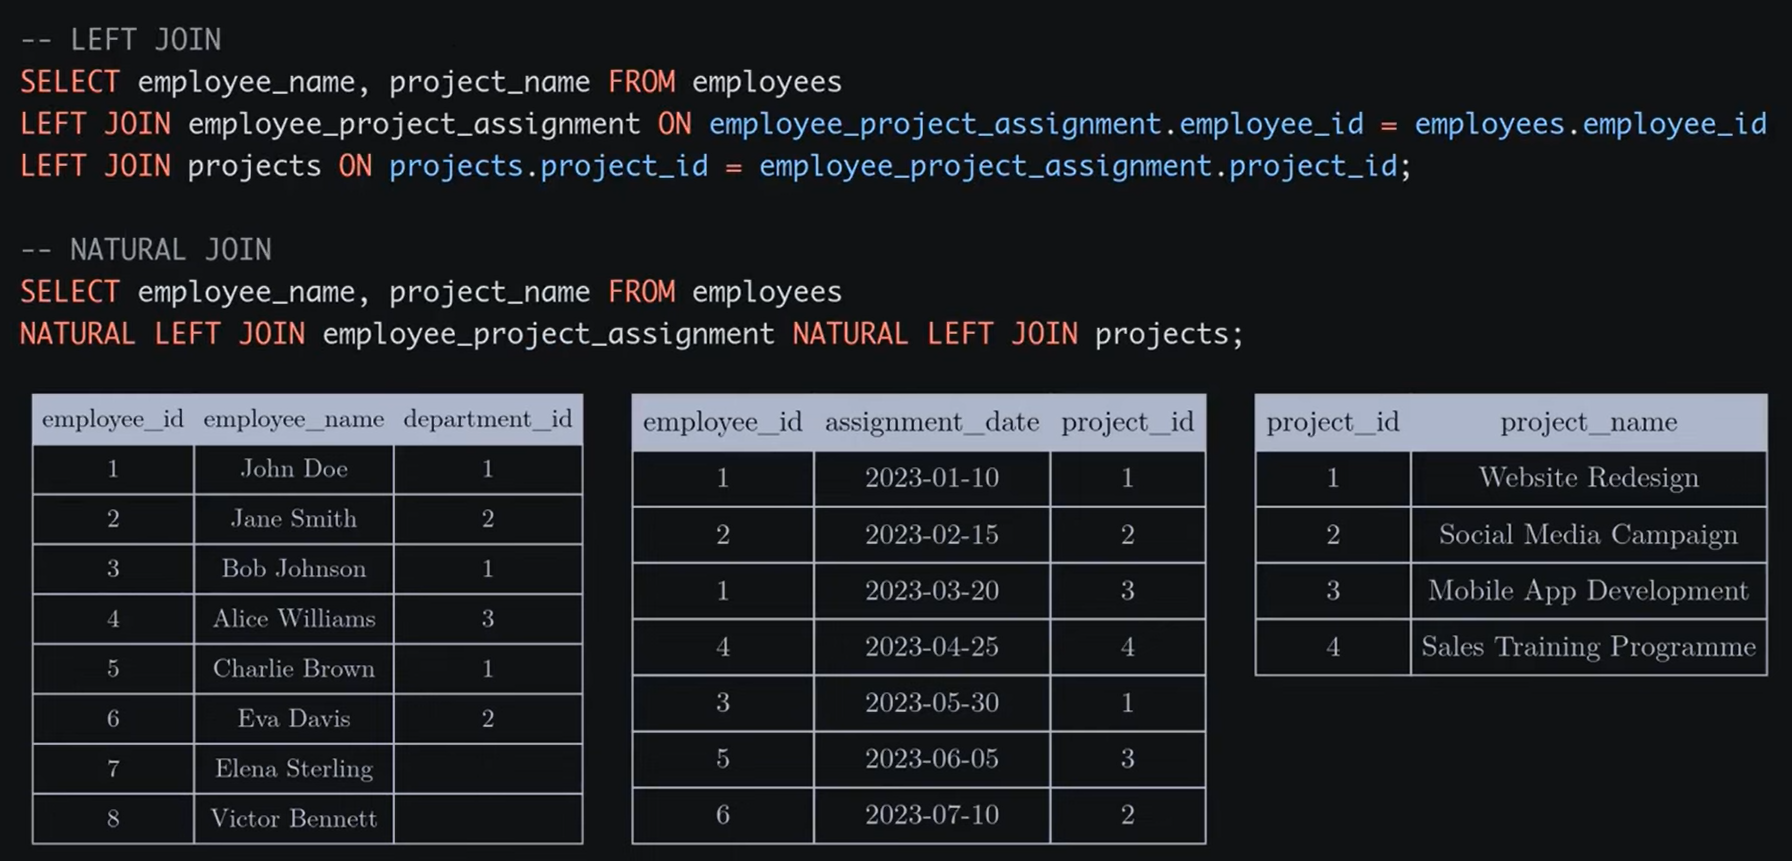 -- LEFT JOIN
SELECT employee_name, project_name FROM employees
LEFT JOIN employee_project_assignment ON employee_project_assignment.employee_id = employees.employee_id
LEFT JOIN projects ON projects.project_id = employee_project_assignment.project_id;
-- NATURAL JOIN
SELECT employee_name, project_name FROM employees
NATURAL LEFT JOIN employee_project_assignment NATURAL LEFT JOIN projects;
employee_id employee_name department_id
1 John Doe 1
2 Jane Smith 2
3 Bob Johnson 1
4 Alice Williams 3
5 Charlie Brown 1
6 Eva Davis 2
7 Elena Sterling
8 Victor Bennett
employee_id assignment_date project_id
1 2023-01-10 1
2 2023-02-15 2
1 2023-03-20 3
4 2023-04-25 4
3 2023-05-30 1
5 2023-06-05 3
6 2023-07-10 2
project_id project_name
1 Website Redesign
2 Social Media Campaign
3 Mobile App Development
4 Sales Training Programme